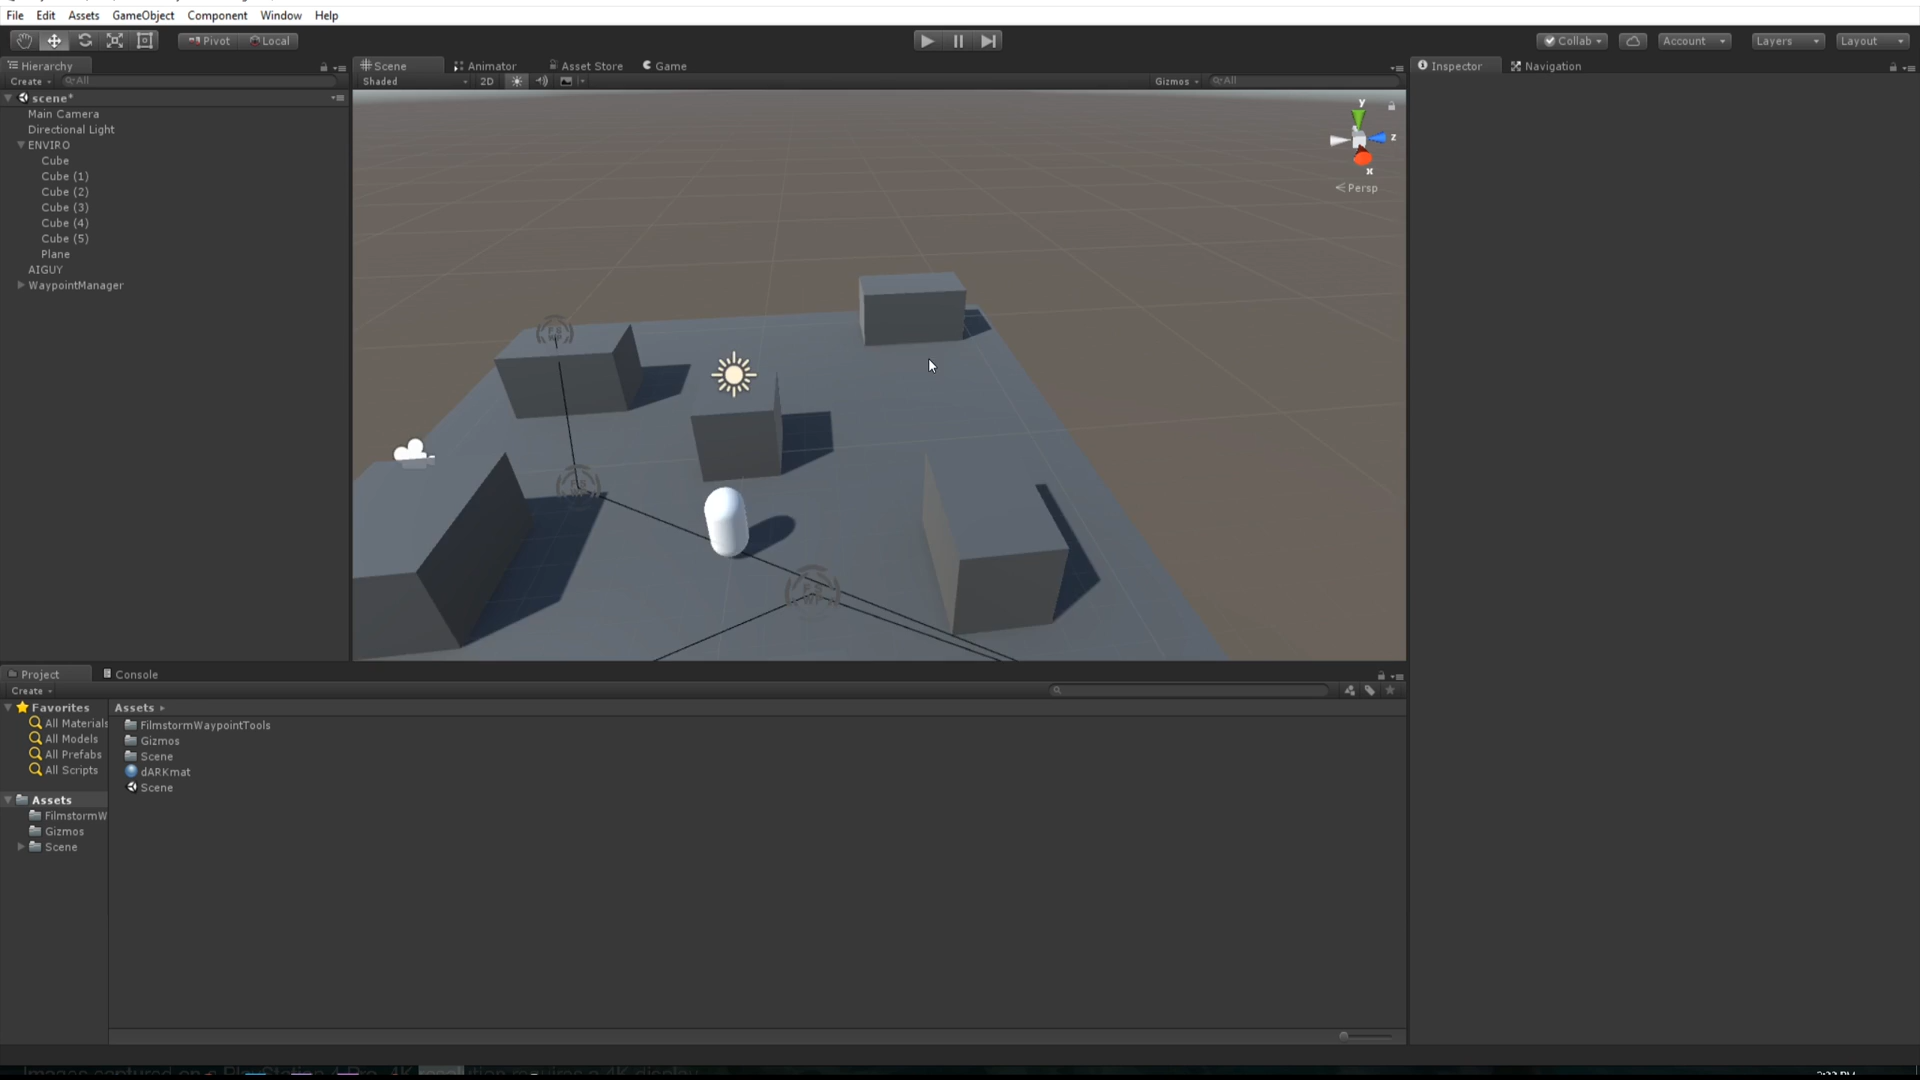 File Edit Assets GameObject Component Window Help
Pivot Local Collab Account Layers Layout
Hierarchy Scene Animator Asset Store Game Inspector Navigation
Create All Shaded 2D Gizmos All
scene*
Main Camera
Directional Light
ENVIRO
Cube
Cube (1)
Cube (2)
Cube (3)
Cube (4)
Cube (5)
Plane
AIGUY
WaypointManager
y
z
x
Persp
Project Console
Create
Favorites
All Materials
All Models
All Prefabs
All Scripts
Assets
FilmstormW
Gizmos
Scene
Assets
FilmstormWaypointTools
Gizmos
Scene
dARKmat
Scene